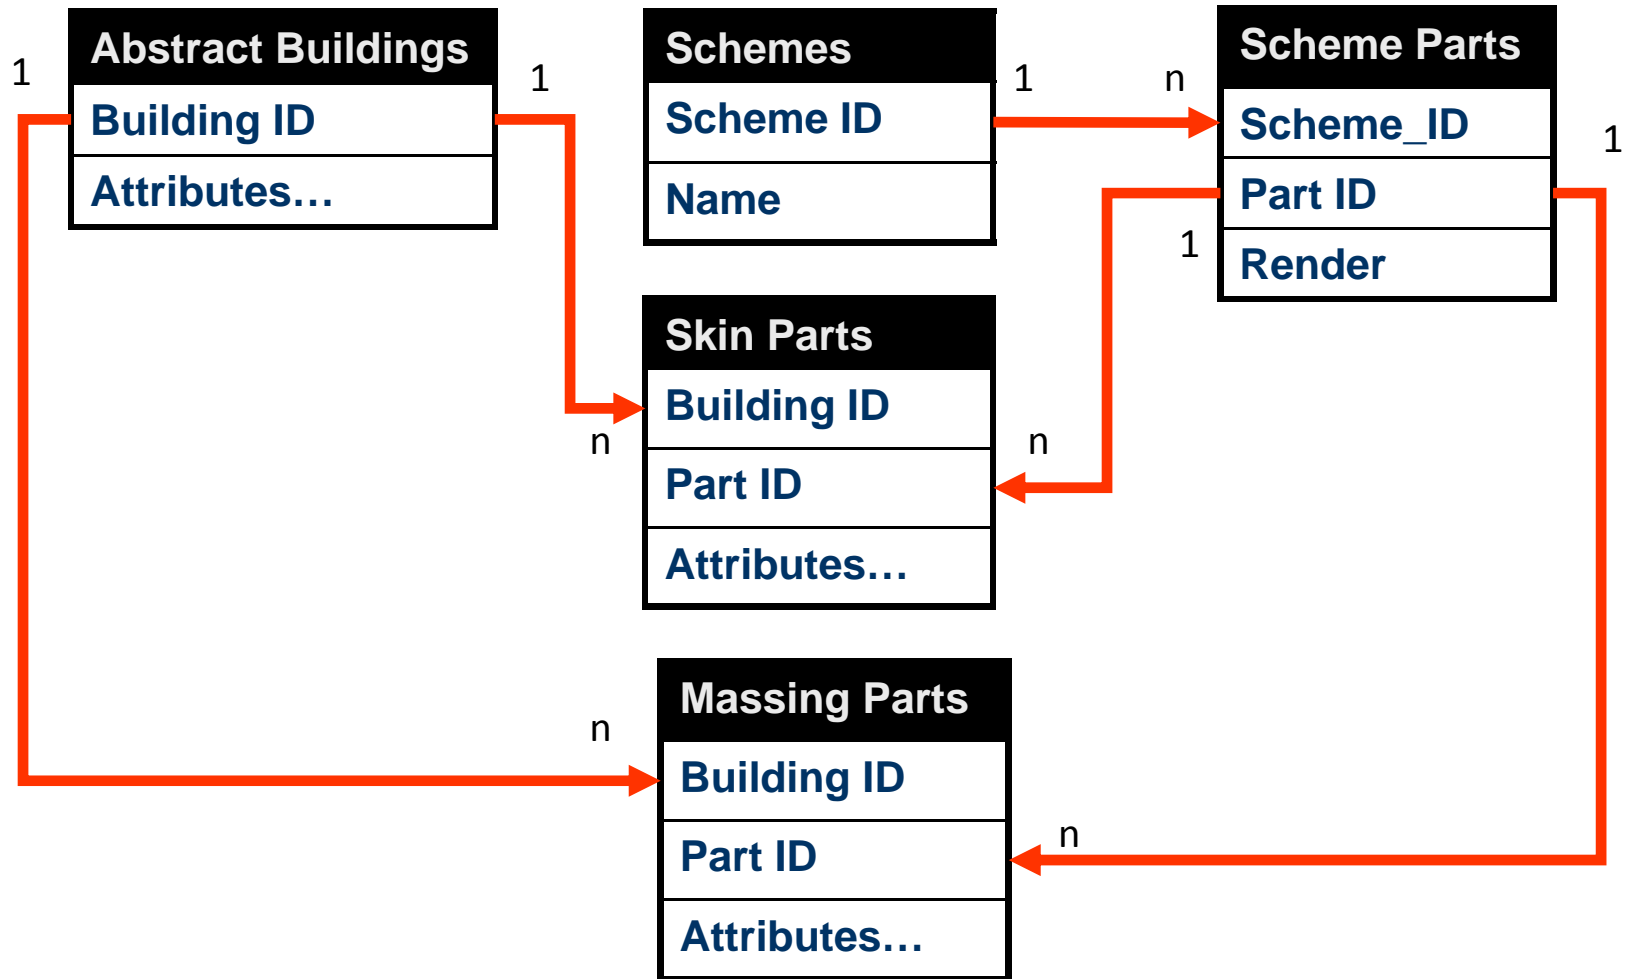 Abstract Buildings
Building ID
Attributes…
1
1
Schemes
Scheme ID
Name
1
n
Scheme Parts
Scheme_ID
Part ID
Render
1
1
Skin Parts
Building ID
Part ID
Attributes…
n
n
Massing Parts
Building ID
Part ID
Attributes…
n
n